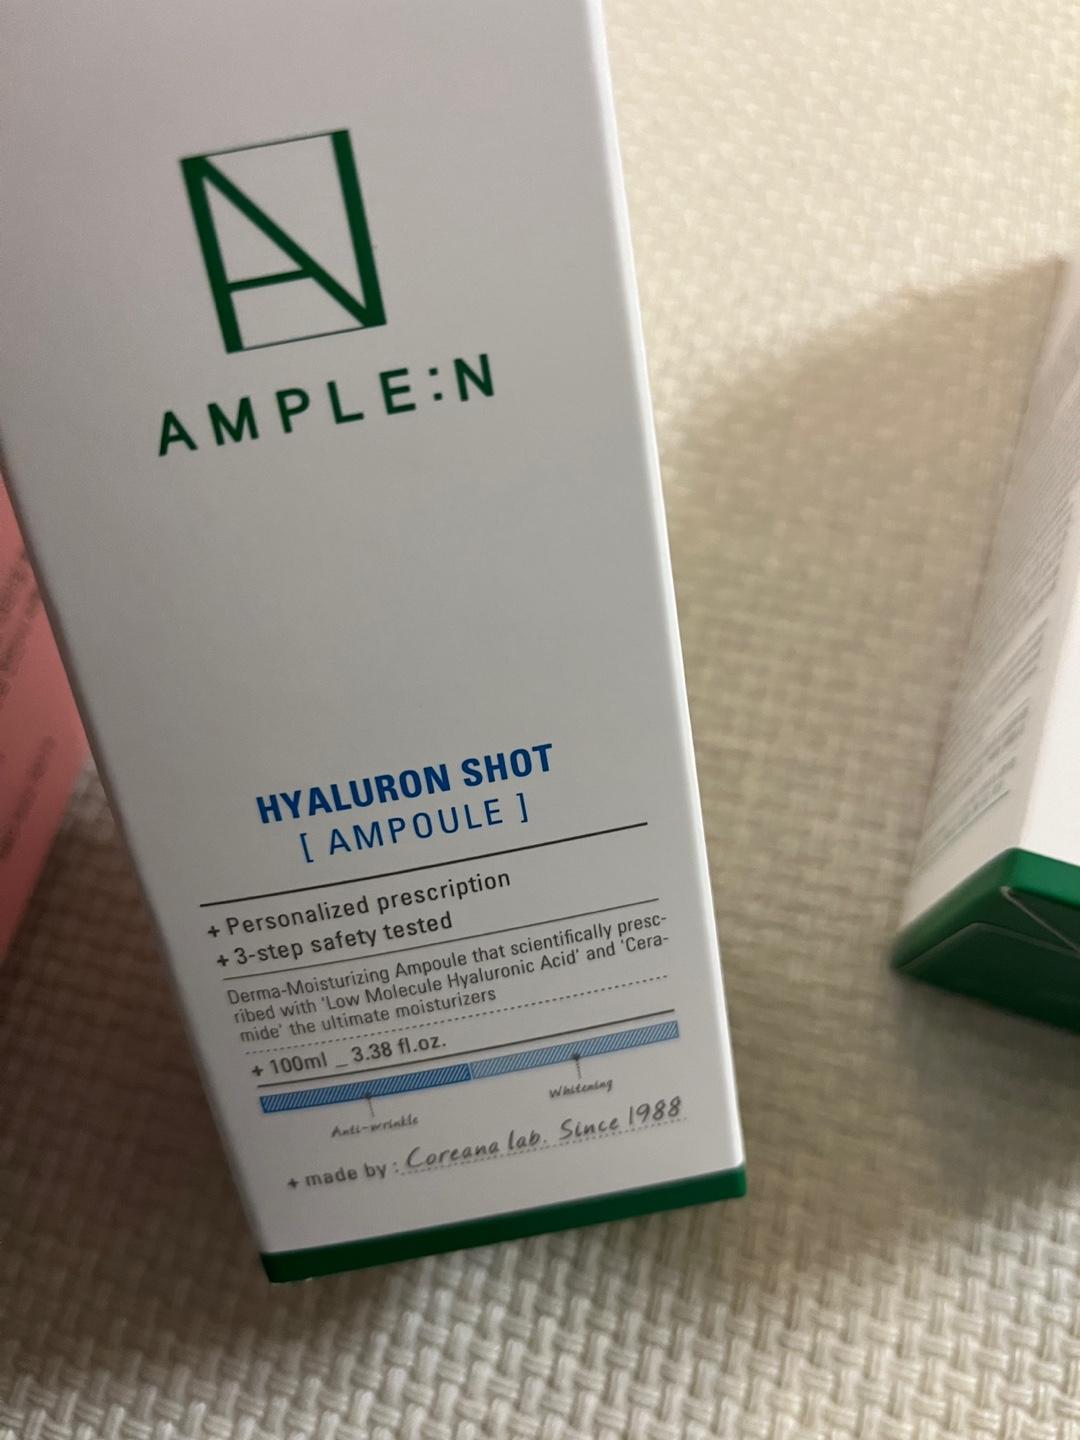 AMPLE:N
HYALURON SHOT
[ AMPOULE ]
+ Personalized prescription
+ 3-step safety tested
Derma-Moisturizing Ampoule that scientifically presc-
ribed with 'Low Molecule Hyaluronic Acid' and 'Cera-
mide' the ultimate moisturizers
+ 100ml _ 3.38 fl.oz.
Anti-wrinkle
Whitening
+ made by : Coreana lab. Since 1988